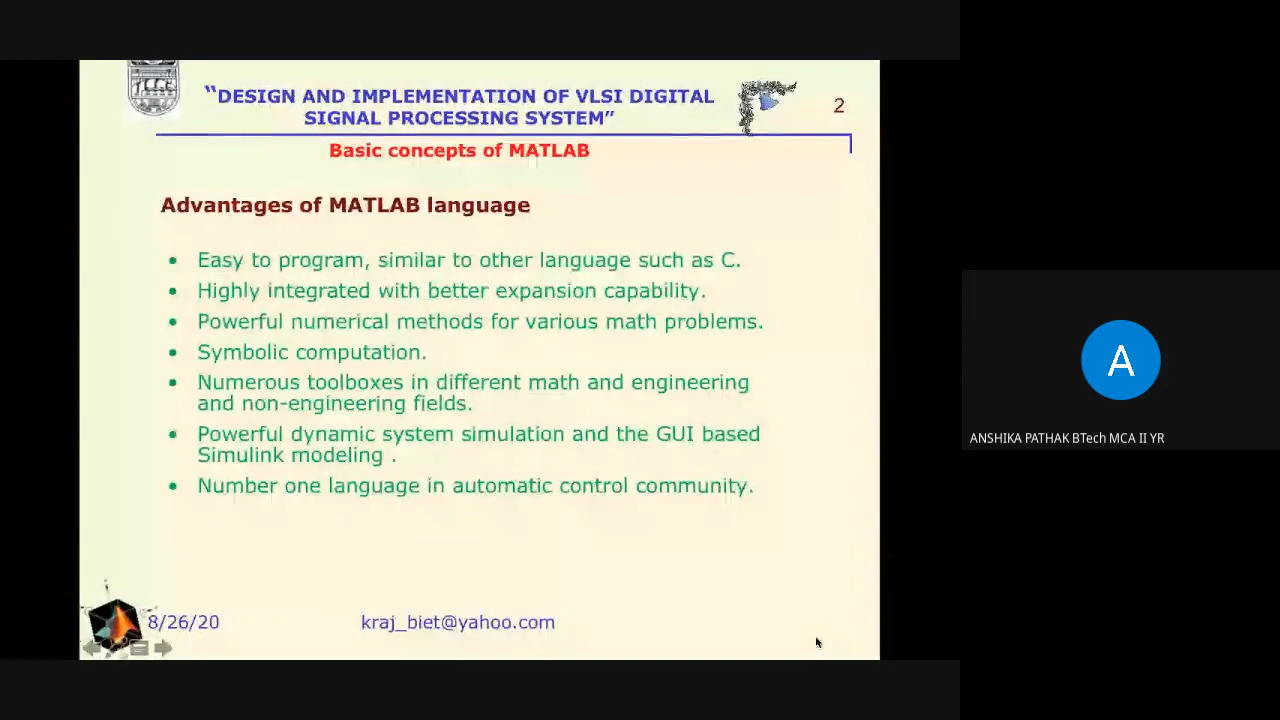 “DESIGN AND IMPLEMENTATION OF VLSI DIGITAL
SIGNAL PROCESSING SYSTEM”
2
Basic concepts of MATLAB
Advantages of MATLAB language
• Easy to program, similar to other language such as C.
• Highly integrated with better expansion capability.
• Powerful numerical methods for various math problems.
• Symbolic computation.
• Numerous toolboxes in different math and engineering
and non-engineering fields.
• Powerful dynamic system simulation and the GUI based
Simulink modeling .
• Number one language in automatic control community.
8/26/20
kraj_biet@yahoo.com
A
ANSHIKA PATHAK BTech MCA II YR